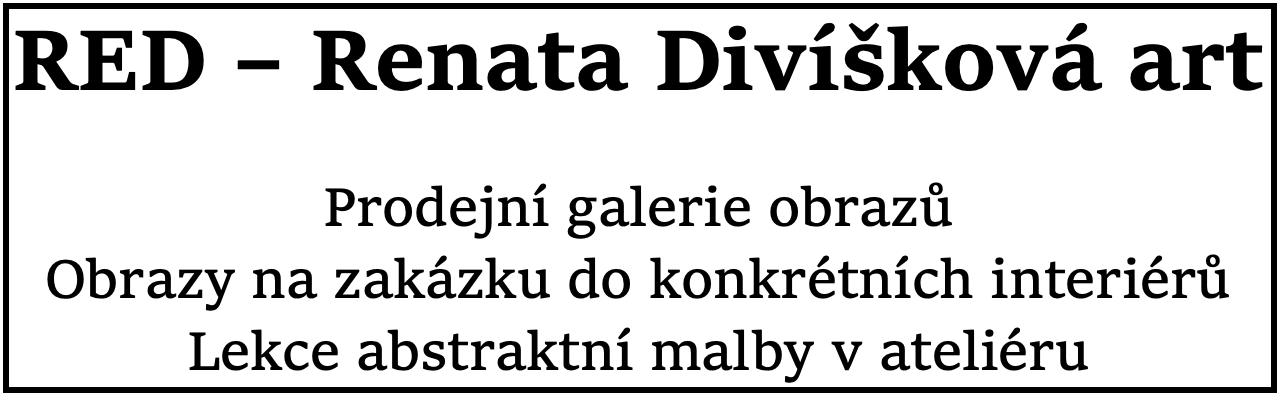 RED – Renata Divíšková art
Prodejní galerie obrazů
Obrazy na zakázku do konkrétních interiérů
Lekce abstraktní malby v ateliéru